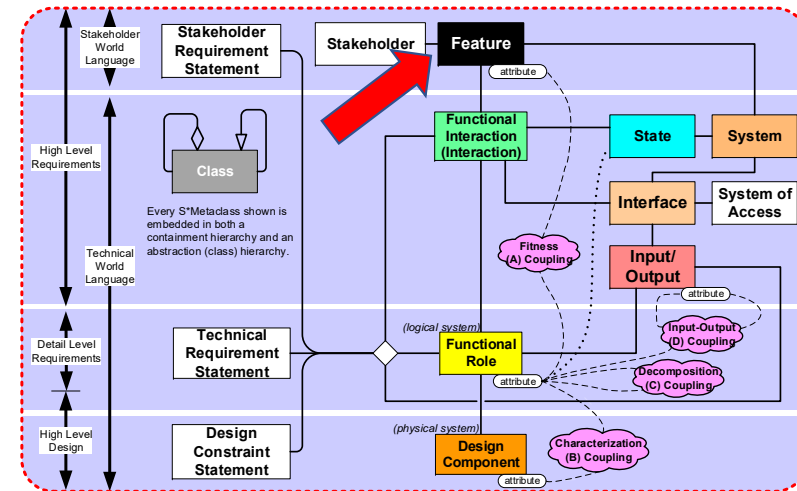 Stakeholder
World
Language
Stakeholder
Requirement
Statement
Stakeholder
Feature
attribute
High Level
Requirements
Class
Every S*Metaclass shown is
embedded in both a
containment hierarchy and an
abstraction (class) hierarchy.
Functional
Interaction
(Interaction)
State
System
Interface
System of
Access
Technical
World
Language
Fitness
(A) Coupling
Input/
Output
attribute
Detail Level
Requirements
Technical
Requirement
Statement
(logical system)
Functional
Role
attribute
Input-Output
(D) Coupling
Decomposition
(C) Coupling
High Level
Design
Design
Constraint
Statement
(physical system)
Design
Component
attribute
Characterization
(B) Coupling